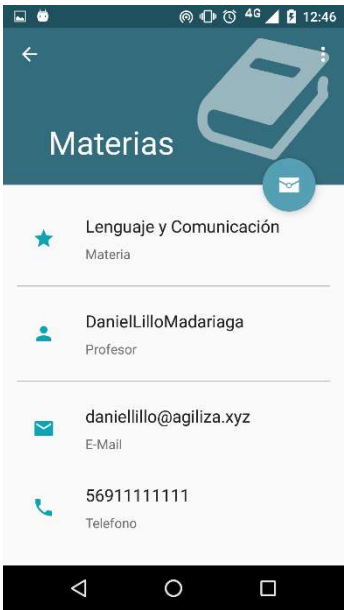 4G 12:46
Materias
Lenguaje y Comunicación
Materia
DanielLilloMadariaga
Profesor
daniellillo@agiliza.xyz
E-Mail
56911111111
Telefono